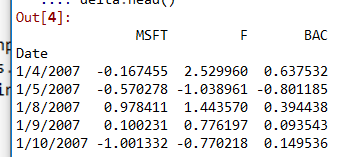 ...: delta.head()
Out[4]:
MSFT F BAC
Date
1/4/2007 -0.167455 2.529960 0.637532
1/5/2007 -0.570278 -1.038961 -0.801185
1/8/2007 0.978411 1.443570 0.394438
1/9/2007 0.100231 0.776197 0.093543
1/10/2007 -1.001332 -0.770218 0.149536